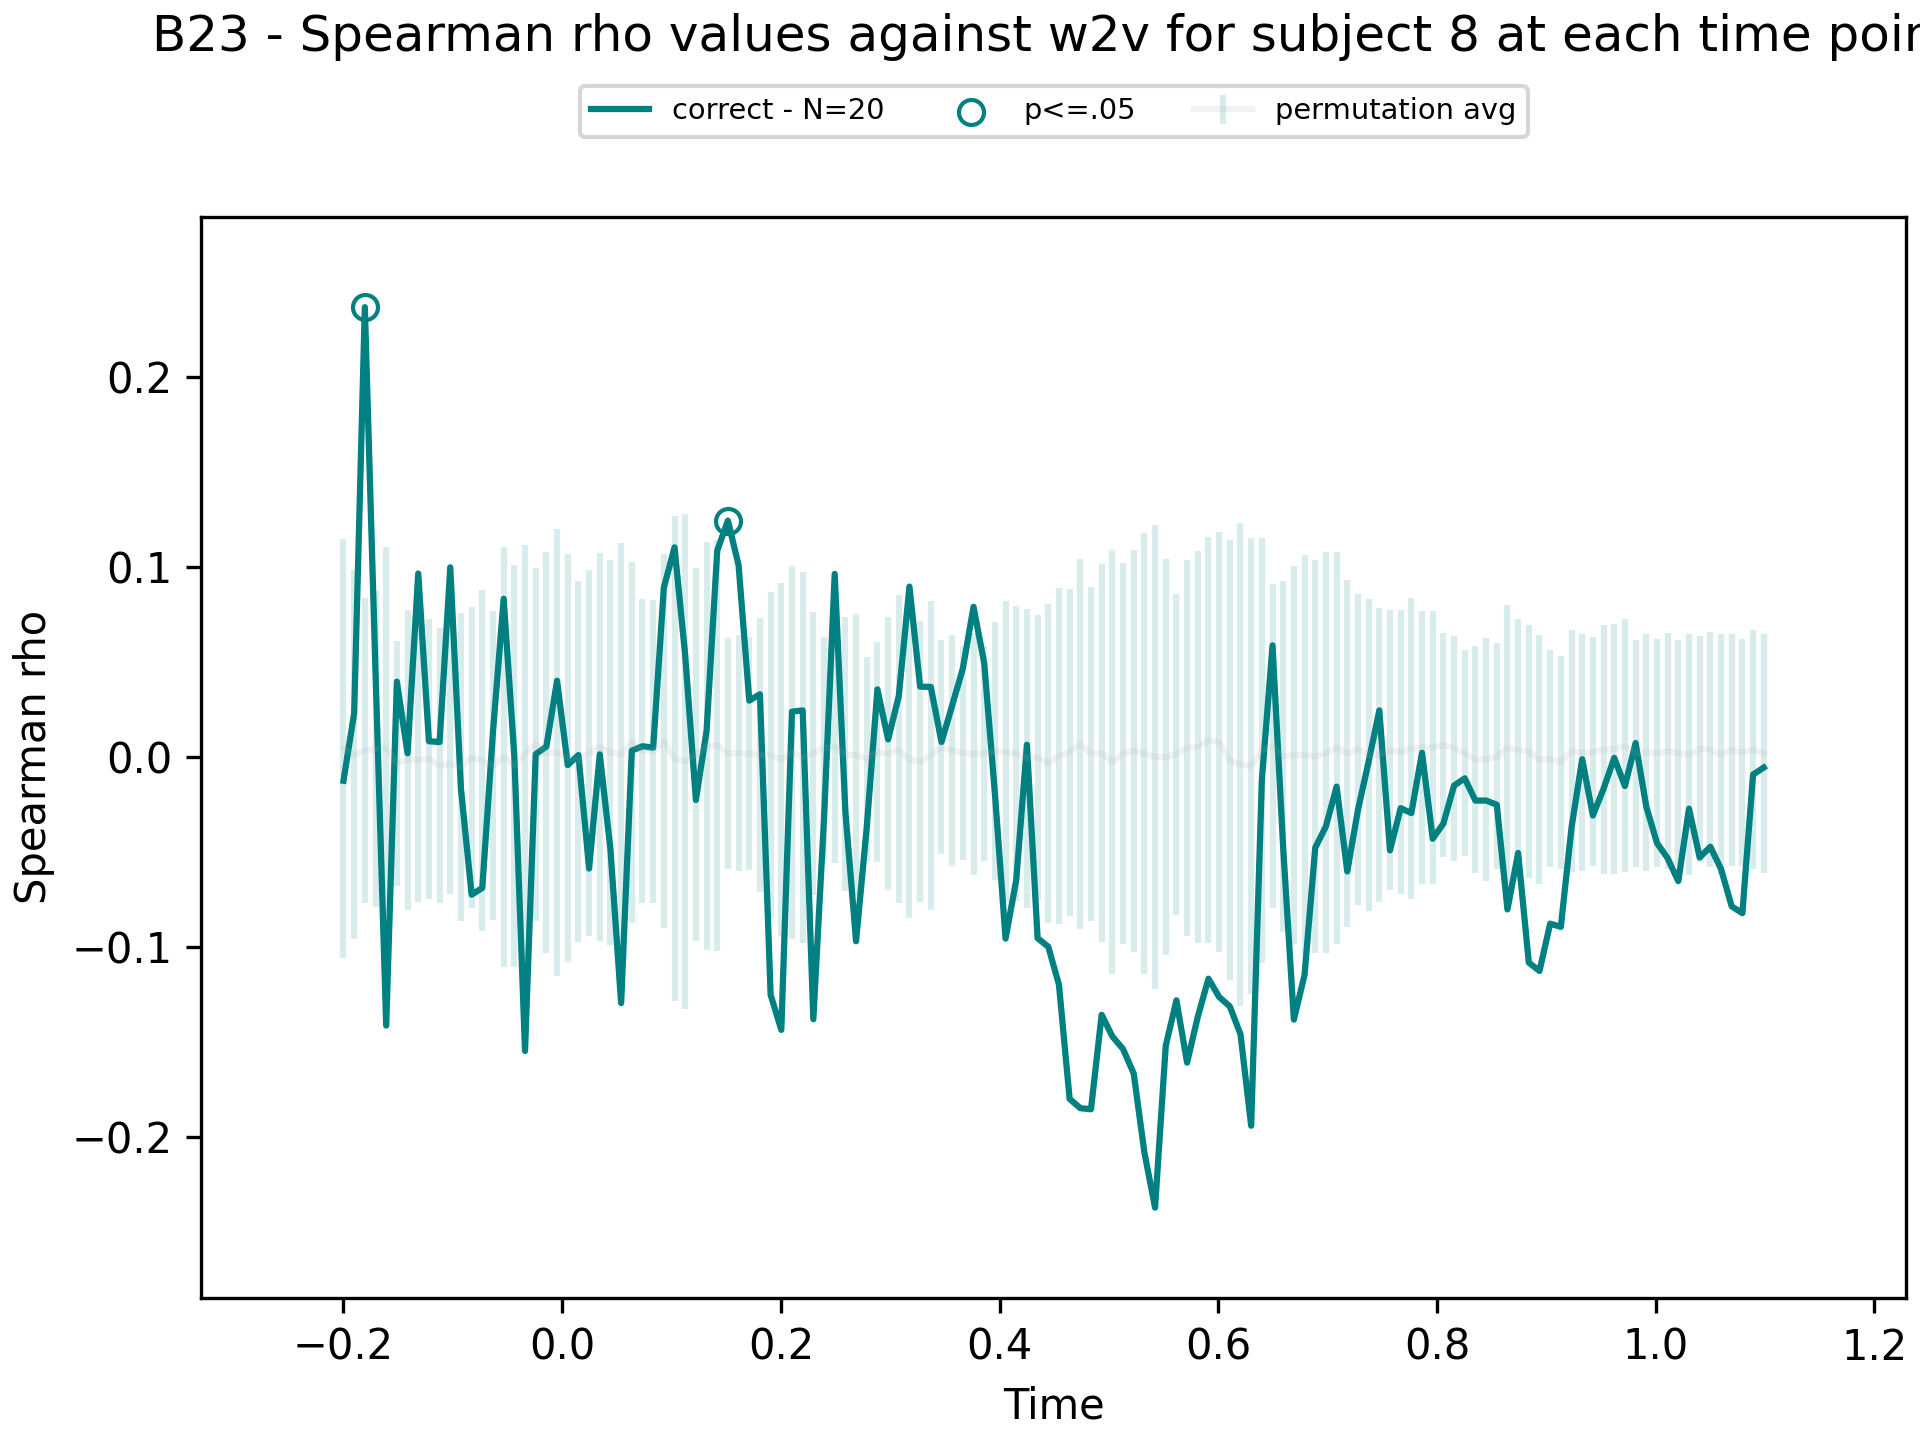 B23 - Spearman rho values against w2v for subject 8 at each time
correct - N=20 p<=.05 permutation avg
Spearman rho
0.2
0.1
0.0
−0.1
−0.2
−0.2 0.0 0.2 0.4 0.6 0.8 1.0 1.2
Time